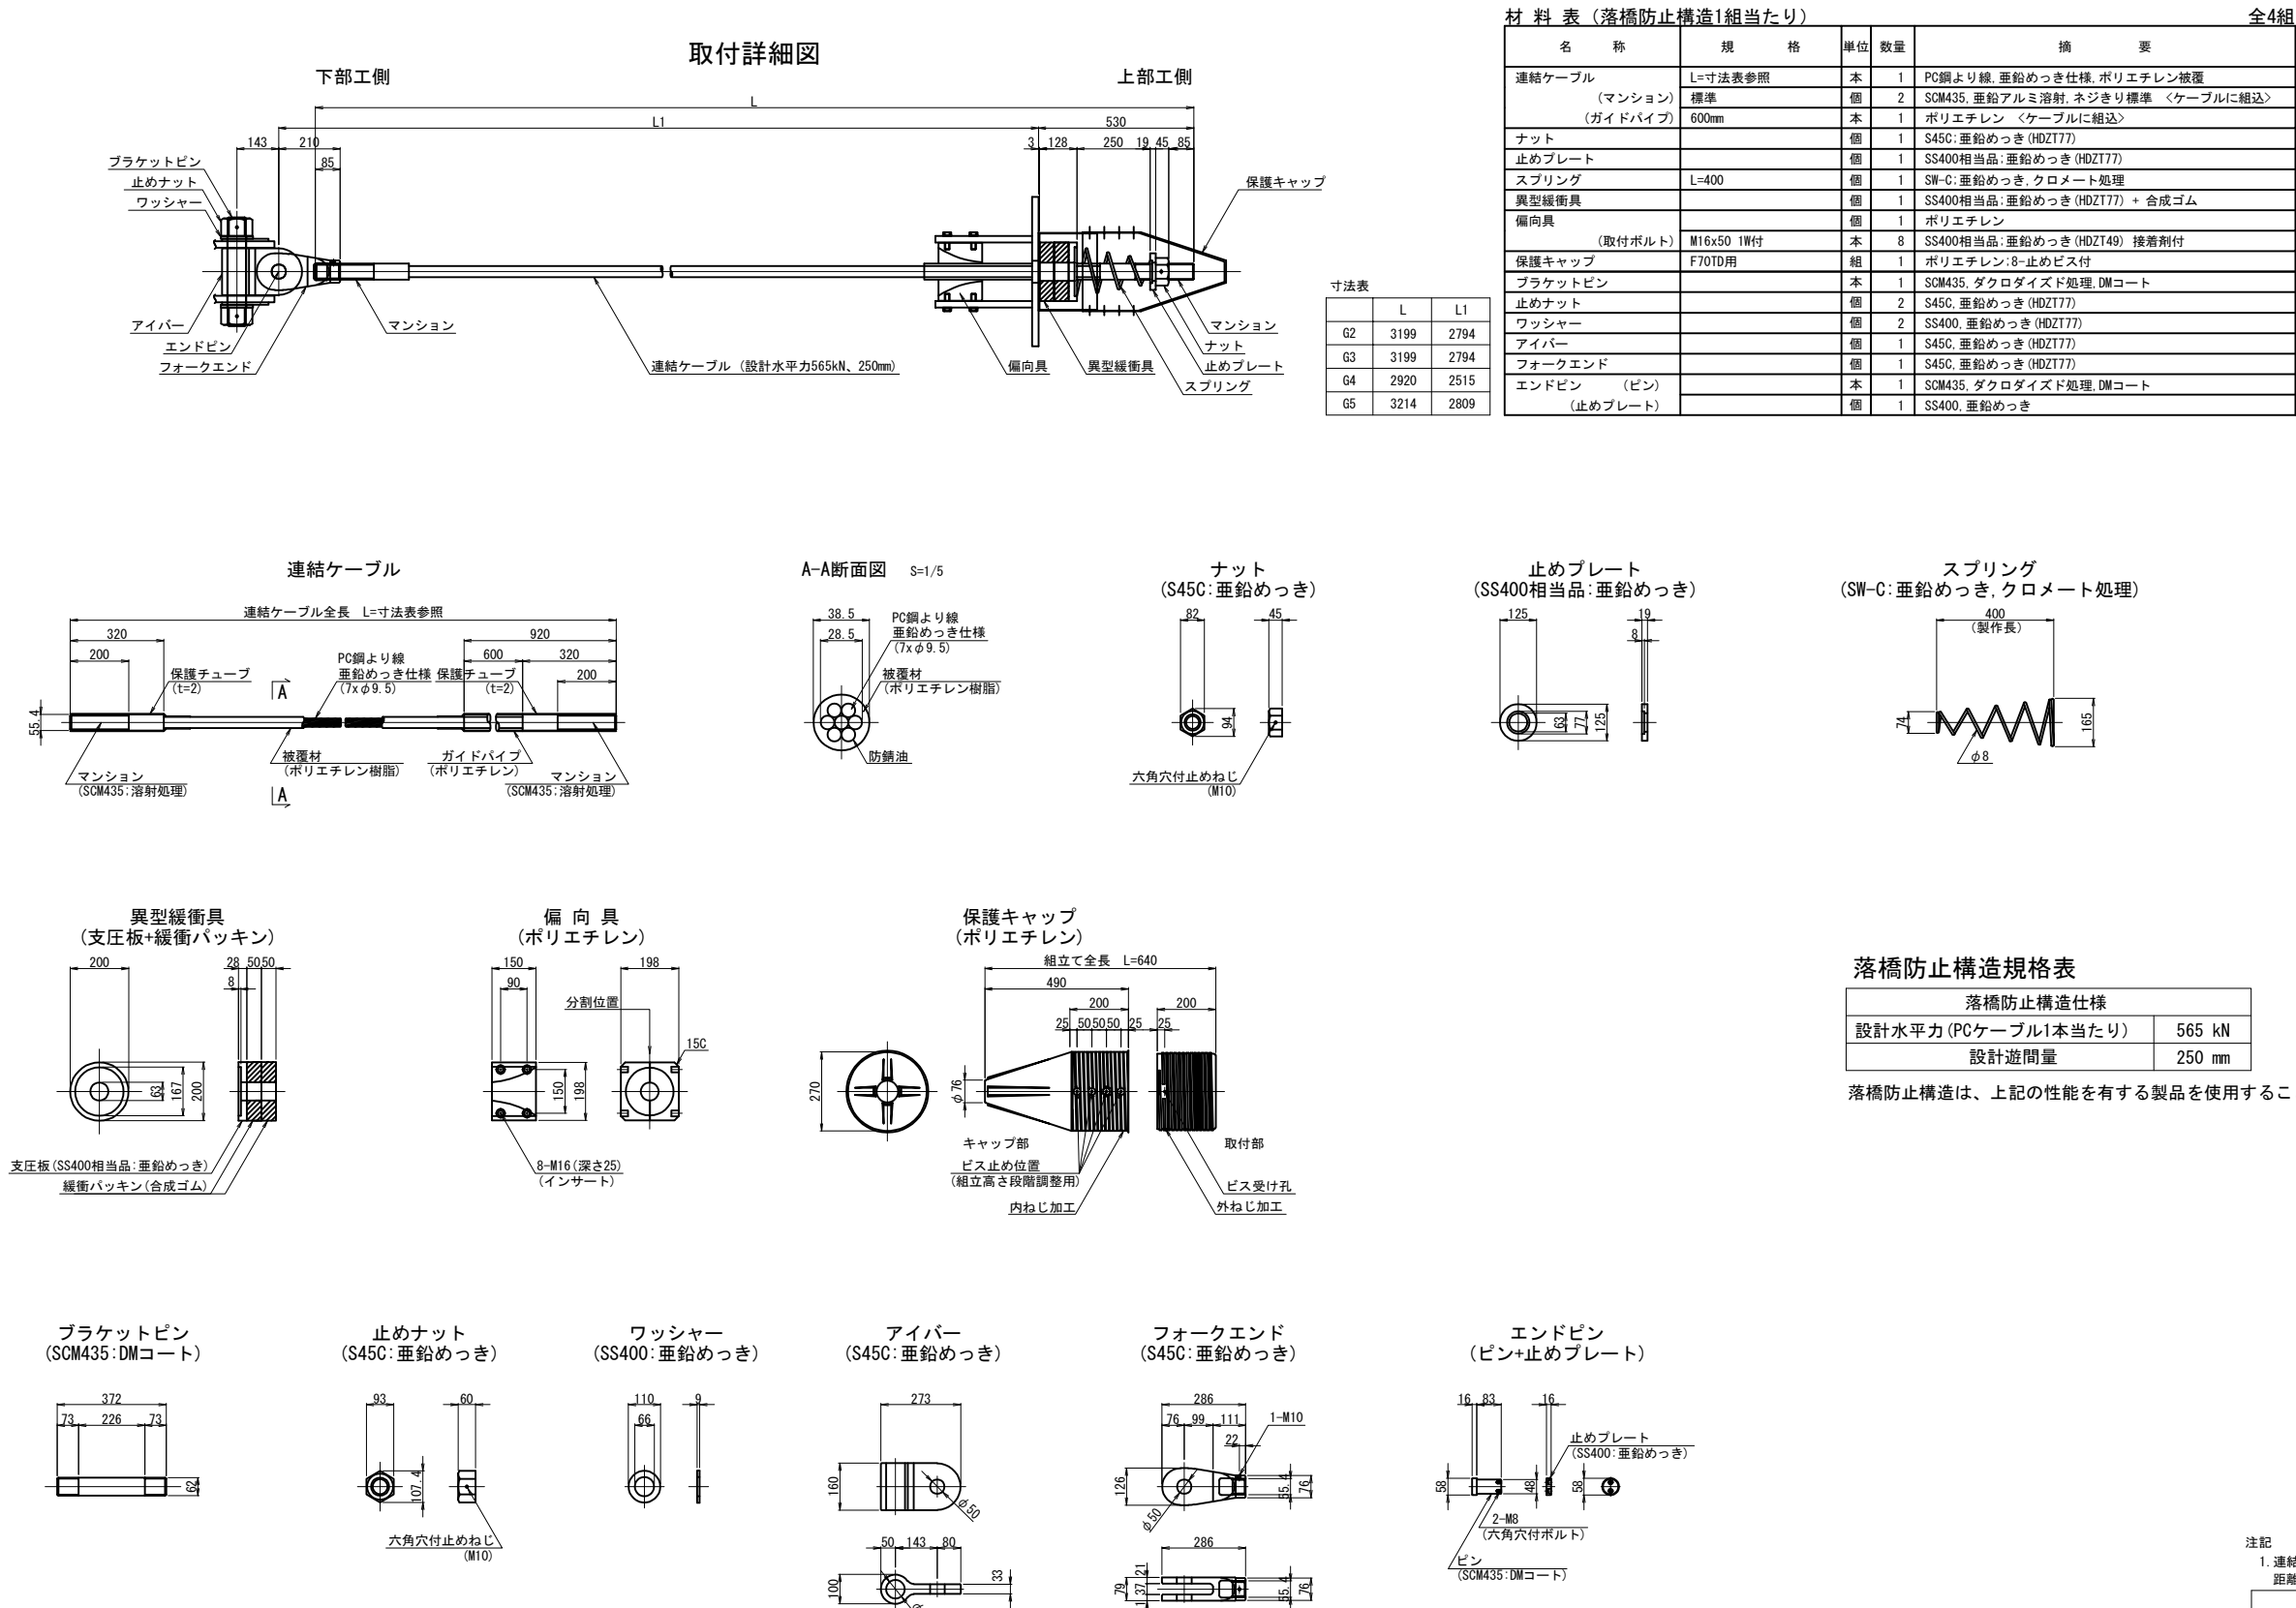 取付詳細図
下部工側
上部工側
L
L1
530
143
210
85
3
128
250
19
45
85
ブラケットピン
止めナット
ワッシャー
保護キャップ
アイバー
エンドピン
フォークエンド
マンション
連結ケーブル (設計水平力565kN、250mm)
偏向具
異型緩衝具
マンション
ナット
止めプレート
スプリング
寸法表
L L1
G2 3199 2794
G3 3199 2794
G4 2920 2515
G5 3214 2809
材 料 表 (落橋防止構造1組当たり) 全4組
名 称 規 格 単位 数量 摘 要
連結ケーブル L=寸法表参照 本 1 PC鋼より線, 亜鉛めっき仕様, ポリエチレン被覆
(マンション) 標準 個 2 SCM435, 亜鉛アルミ溶射, ネジきり標準 <ケーブルに組込>
(ガイドパイプ) 600mm 本 1 ポリエチレン <ケーブルに組込>
ナット 個 1 S45C:亜鉛めっき(HDZT77)
止めプレート 個 1 SS400相当品:亜鉛めっき(HDZT77)
スプリング L=400 個 1 SW-C:亜鉛めっき, クロメート処理
異型緩衝具 個 1 SS400相当品:亜鉛めっき(HDZT77) + 合成ゴム
偏向具 個 1 ポリエチレン
(取付ボルト) M16x50 1W付 本 8 SS400相当品:亜鉛めっき(HDZT49) 接着剤付
保護キャップ F70TD用 組 1 ポリエチレン:8-止めビス付
ブラケットピン 本 1 SCM435, ダクロダイズド処理, DMコート
止めナット 個 2 S45C, 亜鉛めっき(HDZT77)
ワッシャー 個 2 SS400, 亜鉛めっき(HDZT77)
アイバー 個 1 S45C, 亜鉛めっき(HDZT77)
フォークエンド 個 1 S45C, 亜鉛めっき(HDZT77)
エンドピン (ピン) 本 1 SCM435, ダクロダイズド処理, DMコート
(止めプレート) 個 1 SS400, 亜鉛めっき
連結ケーブル
連結ケーブル全長 L=寸法表参照
320
920
200
600
320
200
保護チューブ
(t=2)
A
PC鋼より線
亜鉛めっき仕様
(7xφ9.5)
保護チューブ
(t=2)
55.4
被覆材
(ポリエチレン樹脂)
ガイドパイプ
(ポリエチレン)
マンション
(SCM435:溶射処理)
マンション
(SCM435:溶射処理)
A
A-A断面図 S=1/5
38.5
28.5
PC鋼より線
亜鉛めっき仕様
(7xφ9.5)
被覆材
(ポリエチレン樹脂)
防錆油
ナット
(S45C:亜鉛めっき)
82
45
94
六角穴付止めねじ
(M10)
止めプレート
(SS400相当品:亜鉛めっき)
125
19
8
63
77
125
スプリング
(SW-C:亜鉛めっき, クロメート処理)
400
(製作長)
74
165
φ8
異型緩衝具
(支圧板+緩衝パッキン)
200
28
50
50
8
63
167
200
支圧板(SS400相当品:亜鉛めっき)
緩衝パッキン(合成ゴム)
偏 向 具
(ポリエチレン)
150
90
198
分割位置
15C
150
198
8-M16(深さ25)
(インサート)
保護キャップ
(ポリエチレン)
組立て全長 L=640
490
200
200
25
50
50
50
25
25
270
φ76
キャップ部
取付部
ビス止め位置
(組立高さ段階調整用)
内ねじ加工
ビス受け孔
外ねじ加工
落橋防止構造規格表
落橋防止構造仕様
設計水平力(PCケーブル1本当たり) 565 kN
設計遊間量 250 mm
落橋防止構造は、上記の性能を有する製品を使用するこ
ブラケットピン
(SCM435:DMコート)
372
73
226
73
62
止めナット
(S45C:亜鉛めっき)
93
60
107.4
六角穴付止めねじ
(M10)
ワッシャー
(SS400:亜鉛めっき)
110
66
9
アイバー
(S45C:亜鉛めっき)
273
160
φ50
50
143
80
100
33
フォークエンド
(S45C:亜鉛めっき)
286
76
99
111
22
1-M10
126
φ50
55.4
76
286
21
37
79
55.4
76
エンドピン
(ピン+止めプレート)
16
83
16
止めプレート
(SS400:亜鉛めっき)
58
48
58
2-M8
(六角穴付ボルト)
ピン
(SCM435:DMコート)
注記
1. 連結
距離